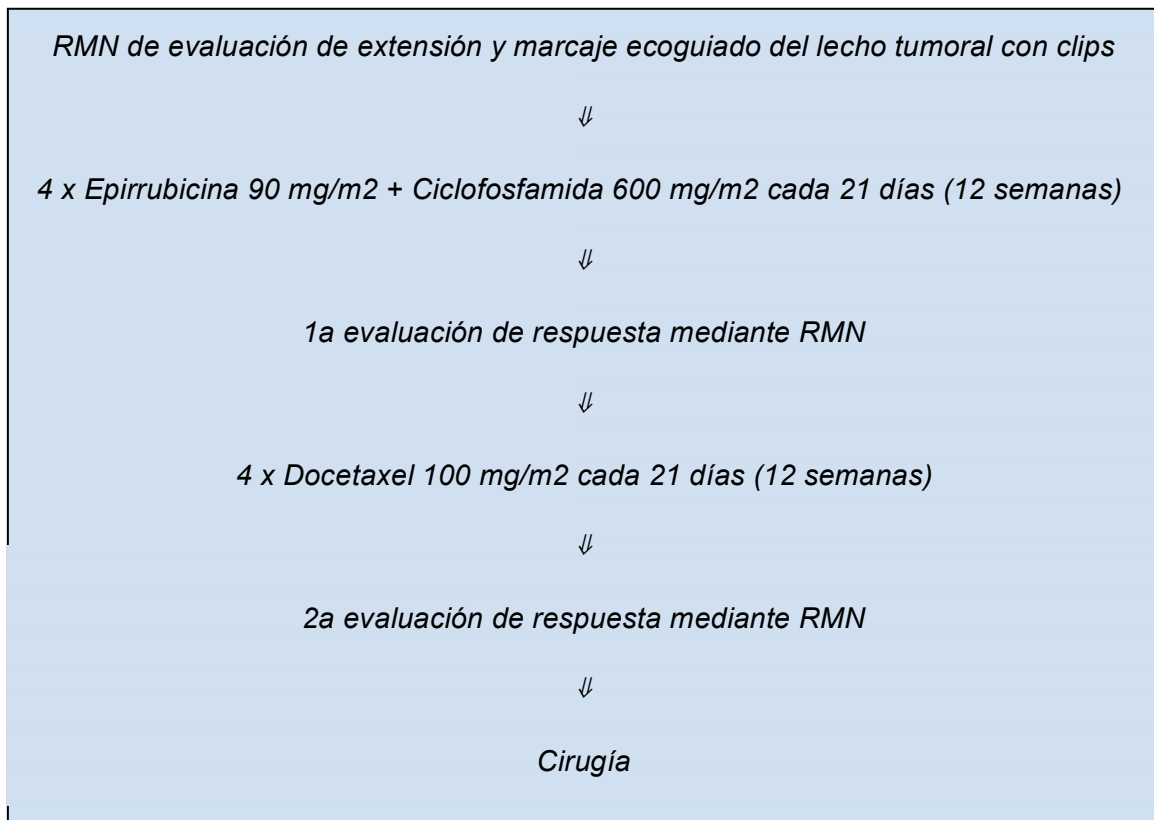 RMN de evaluación de extensión y marcaje ecoguiado del lecho tumoral con clips
⇓
4 x Epirrubicina 90 mg/m2 + Ciclofosfamida 600 mg/m2 cada 21 días (12 semanas)
⇓
1a evaluación de respuesta mediante RMN
⇓
4 x Docetaxel 100 mg/m2 cada 21 días (12 semanas)
⇓
2a evaluación de respuesta mediante RMN
⇓
Cirugía